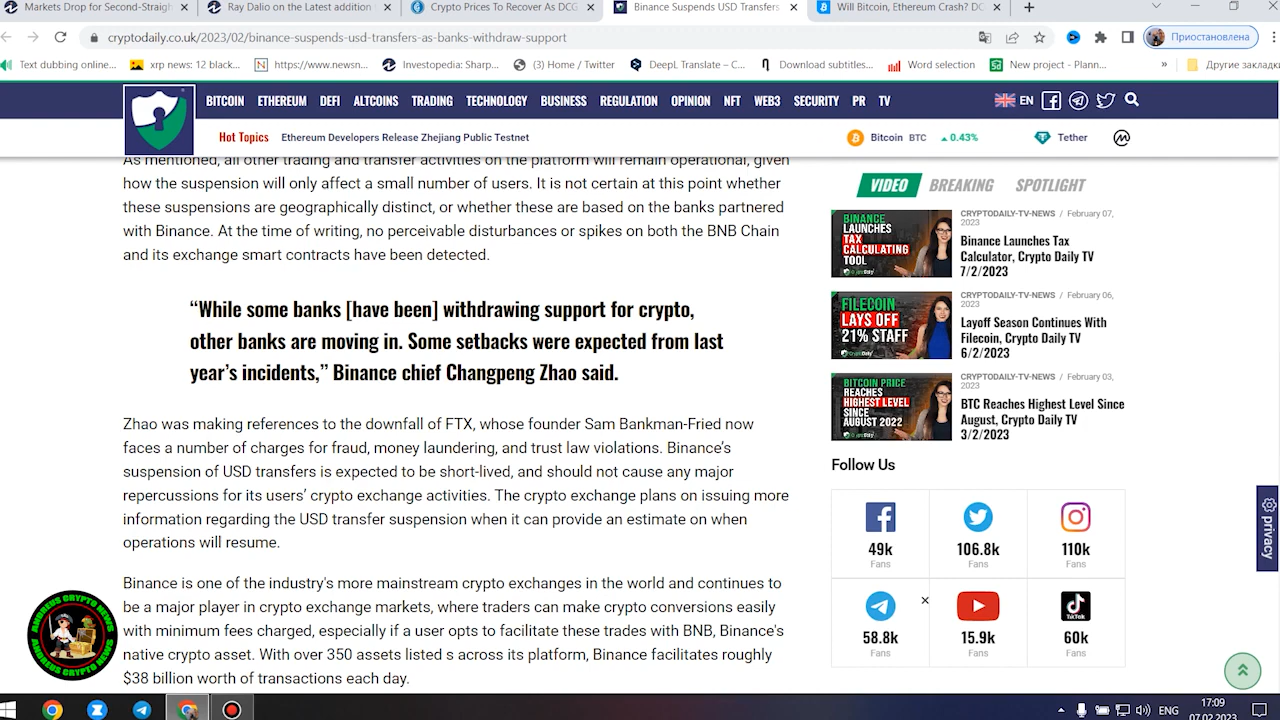 Markets Drop for Second-Straigh
Ray Dalio on the Latest addition
Crypto Prices To Recover As DCG
Binance Suspends USD Transfers
Will Bitcoin, Ethereum Crash? DC
cryptodaily.co.uk/2023/02/binance-suspends-usd-transfers-as-banks-withdraw-support
Приостановлена
Text dubbing online...
xrp news: 12 black...
https://www.newsn...
Investopedia: Sharp...
(3) Home / Twitter
DeepL Translate – C...
Download subtitles...
Word selection
New project - Plann...
»
Другие закладки
BITCOIN ETHEREUM DEFI ALTCOINS TRADING TECHNOLOGY BUSINESS REGULATION OPINION NFT WEB3 SECURITY PR TV
EN
Hot Topics Ethereum Developers Release Zhejiang Public Testnet
Bitcoin BTC 0.43%
Tether
As mentioned, all other trading and transfer activities on the platform will remain operational, given
how the suspension will only affect a small number of users. It is not certain at this point whether
these suspensions are geographically distinct, or whether these are based on the banks partnered
with Binance. At the time of writing, no perceivable disturbances or spikes on both the BNB Chain
and its exchange smart contracts have been detected.
“While some banks [have been] withdrawing support for crypto,
other banks are moving in. Some setbacks were expected from last
year’s incidents,” Binance chief Changpeng Zhao said.
Zhao was making references to the downfall of FTX, whose founder Sam Bankman-Fried now
faces a number of charges for fraud, money laundering, and trust law violations. Binance’s
suspension of USD transfers is expected to be short-lived, and should not cause any major
repercussions for its users’ crypto exchange activities. The crypto exchange plans on issuing more
information regarding the USD transfer suspension when it can provide an estimate on when
operations will resume.
Binance is one of the industry's more mainstream crypto exchanges in the world and continues to
be a major player in crypto exchange markets, where traders can make crypto conversions easily
with minimum fees charged, especially if a user opts to facilitate these trades with BNB, Binance's
native crypto asset. With over 350 assets listed s across its platform, Binance facilitates roughly
$38 billion worth of transactions each day.
VIDEO BREAKING SPOTLIGHT
BINANCE
LAUNCHES
TAX
CALCULATING
TOOL
CRYPTODAILY-TV-NEWS / February 07,
2023
Binance Launches Tax
Calculator, Crypto Daily TV
7/2/2023
FILECOIN
LAYS OFF
21% STAFF
CRYPTODAILY-TV-NEWS / February 06,
2023
Layoff Season Continues With
Filecoin, Crypto Daily TV
6/2/2023
BITCOIN PRICE
REACHES
HIGHEST LEVEL
SINCE
AUGUST 2022
CRYPTODAILY-TV-NEWS / February 03,
2023
BTC Reaches Highest Level Since
August, Crypto Daily TV
3/2/2023
Follow Us
49k
Fans
106.8k
Fans
110k
Fans
58.8k
Fans
15.9k
Fans
TikTok
60k
Fans
privacy
ANDREUS CRYPTO NEWS
ANDREUS CRYPTO NEWS
ENG
17:09
07.02.2023